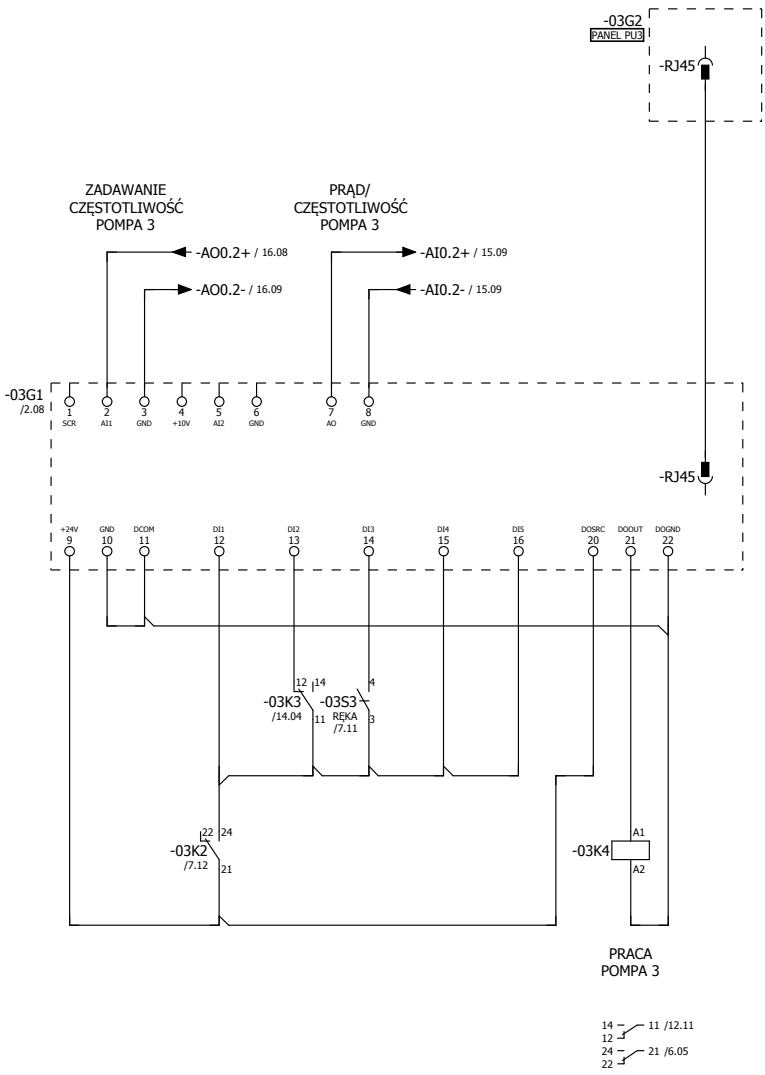 -03G2
PANEL PU3
-RJ45
ZADAWANIE
CZĘSTOTLIWOŚĆ
POMPA 3
PRĄD/
CZĘSTOTLIWOŚĆ
POMPA 3
-AO0.2+ / 16.08
-AI0.2+ / 15.09
-AO0.2- / 16.09
-AI0.2- / 15.09
-03G1
/2.08
1 2 3 4 5 6 7 8
SCR AI1 GND +10V AI2 GND AO GND
-RJ45
+24V GND DCOM DI1 DI2 DI3 DI4 DI5 DOSRC DOOUT DOGND
9 10 11 12 13 14 15 16 20 21 22
12 14
4
-03K3
/14.04
11
-03S3
RĘKA
/7.11
3
22 24
-03K2
/7.12
21
A1
-03K4
A2
PRACA
POMPA 3
14
12
11 /12.11
24
22
21 /6.05